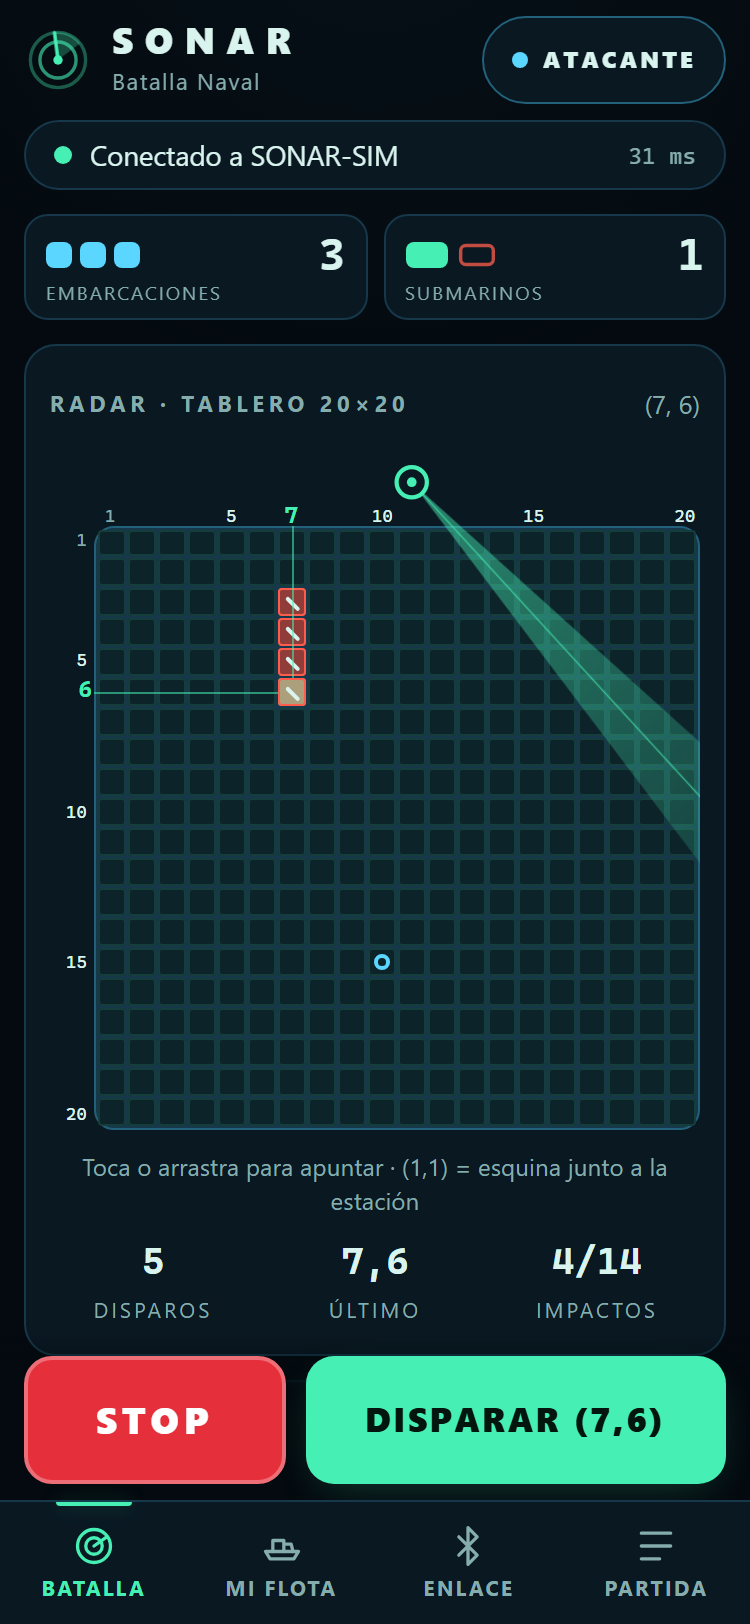 SONAR
Batalla Naval
ATACANTE
Conectado a SONAR-SIM
31 ms
3
EMBARCACIONES
1
SUBMARINOS
RADAR · TABLERO 20×20
(7, 6)
1 5 7 10 15 20
1
5
6
10
15
20
Toca o arrastra para apuntar · (1,1) = esquina junto a la
estación
5
DISPAROS
7,6
ÚLTIMO
4/14
IMPACTOS
STOP
DISPARAR (7,6)
BATALLA
MI FLOTA
ENLACE
PARTIDA